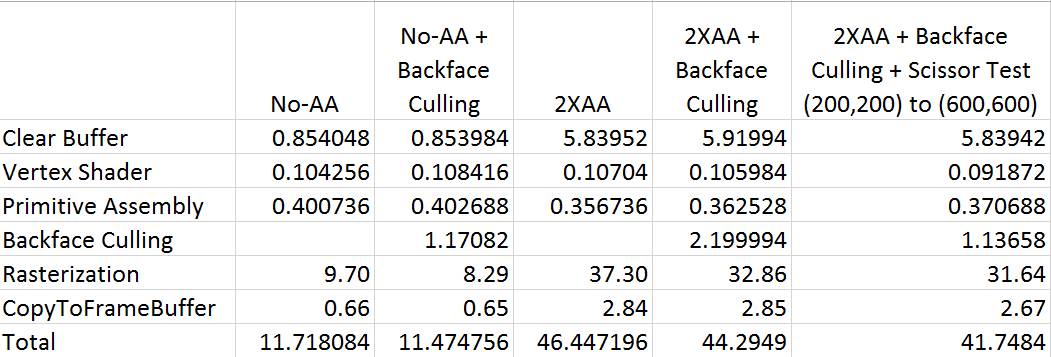 No-AA No-AA + Backface Culling 2XAA 2XAA + Backface Culling 2XAA + Backface Culling + Scissor Test (200,200) to (600,600)
Clear Buffer 0.854048 0.853984 5.83952 5.91994 5.83942
Vertex Shader 0.104256 0.108416 0.10704 0.105984 0.091872
Primitive Assembly 0.400736 0.402688 0.356736 0.362528 0.370688
Backface Culling 1.17082 2.199994 1.13658
Rasterization 9.70 8.29 37.30 32.86 31.64
CopyToFrameBuffer 0.66 0.65 2.84 2.85 2.67
Total 11.718084 11.474756 46.447196 44.2949 41.7484